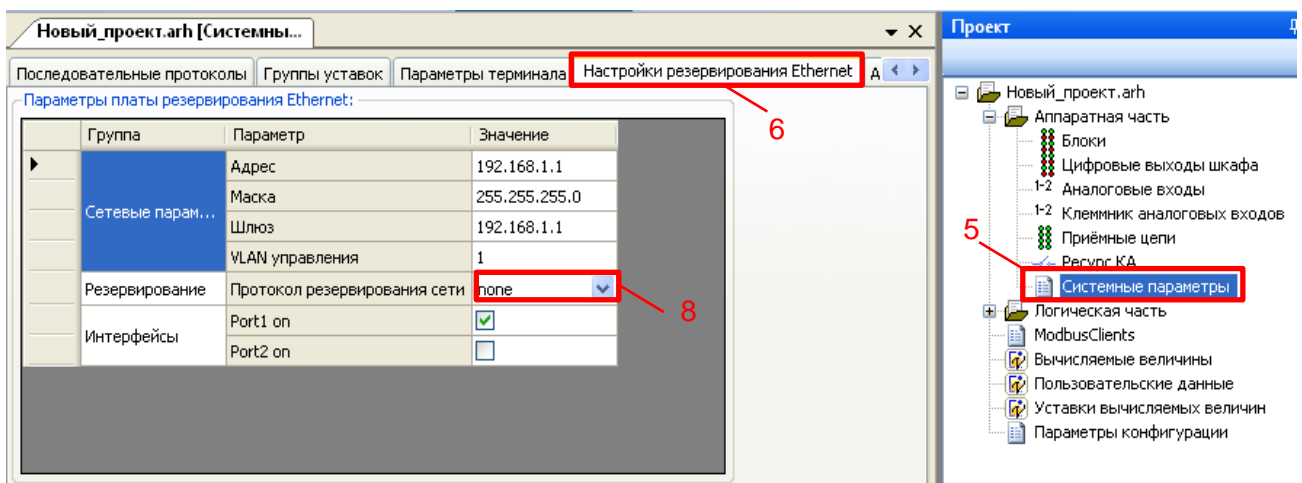 Новый_проект.arh [Системны...
Последовательные протоколы Группы уставок Параметры терминала Настройки резервирования Ethernet
6
Параметры платы резервирования Ethernet:
Группа Параметр Значение
Сетевые парам... Адрес 192.168.1.1
Маска 255.255.255.0
Шлюз 192.168.1.1
VLAN управления 1
Резервирование Протокол резервирования сети none
8
Интерфейсы Port1 on
Port2 on
Проект
Новый_проект.arh
Аппаратная часть
Блоки
Цифровые выходы шкафа
1-2 Аналоговые входы
1-2 Клеммник аналоговых входов
Приёмные цепи
5
Ресурс КА
Системные параметры
Логическая часть
ModbusClients
Вычисляемые величины
Пользовательские данные
Уставки вычисляемых величин
Параметры конфигурации